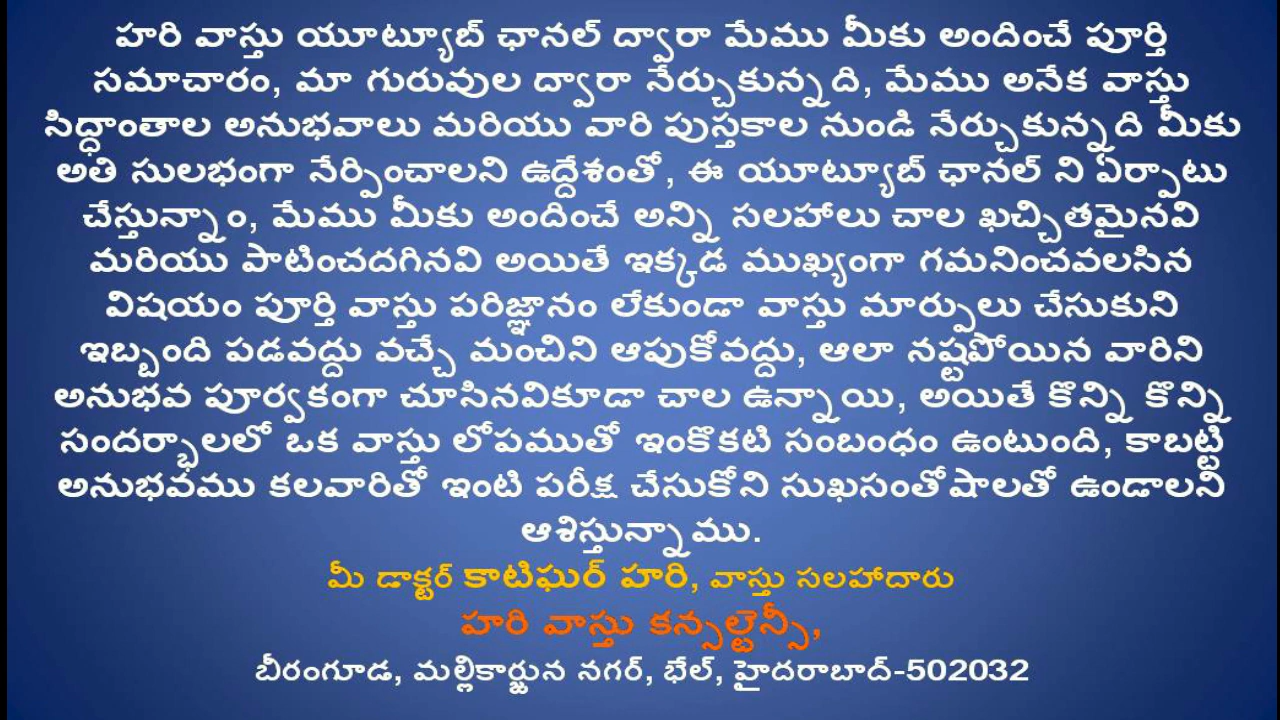 హరి వాస్తు యూట్యూబ్ ఛానల్ ద్వారా మేము మీకు అందించే పూర్తి
సమాచారం, మా గురువుల ద్వారా నేర్చుకున్నది, మేము అనేక వాస్తు
సిద్ధాంతాల అనుభవాలు మరియు వారి పుస్తకాల నుండి నేర్చుకున్నది మీకు
అతి సులభంగా నేర్పించాలని ఉద్దేశంతో, ఈ యూట్యూబ్ ఛానల్ ని ఏర్పాటు
చేస్తున్నాం, మేము మీకు అందించే అన్ని సలహాలు చాల ఖచ్చితమైనవి
మరియు పాటించదగినవి అయితే ఇక్కడ ముఖ్యంగా గమనించవలసిన
విషయం పూర్తి వాస్తు పరిజ్ఞానం లేకుండా వాస్తు మార్పులు చేసుకుని
ఇబ్బంది పడవద్దు వచ్చే మంచిని ఆపుకోవద్దు, ఆలా నష్టపోయిన వారిని
అనుభవ పూర్వకంగా చూసినవికూడా చాల ఉన్నాయి, అయితే కొన్ని కొన్ని
సందర్భాలలో ఒక వాస్తు లోపముతో ఇంకొకటి సంబంధం ఉంటుంది, కాబట్టి
అనుభవము కలవారితో ఇంటి పరీక్ష చేసుకోని సుఖసంతోషాలతో ఉండాలని
ఆశిస్తున్నాము.
మీ డాక్టర్ కాటిఘర్ హరి, వాస్తు సలహాదారు
హరి వాస్తు కన్సల్టెన్సీ,
బీరంగూడ, మల్లికార్జున నగర్, భేల్, హైదరాబాద్-502032